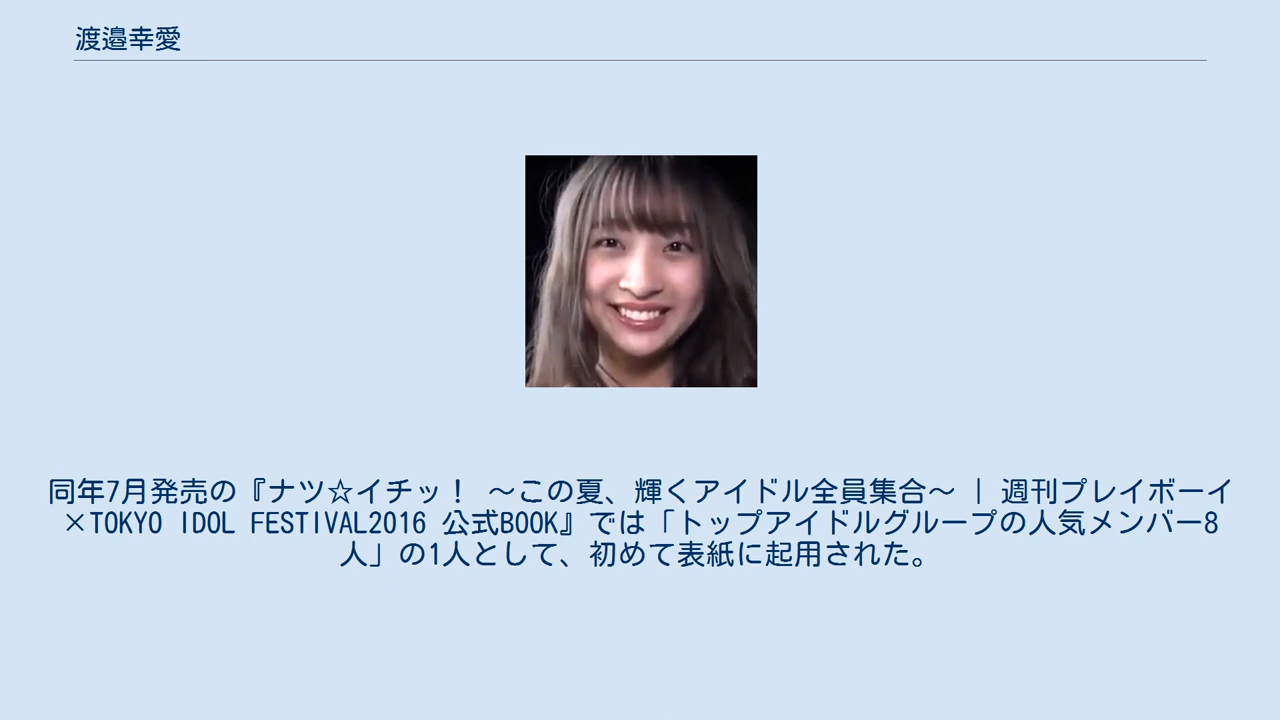 渡邉幸愛
同年7月発売の『ナツ☆イチッ！ ～この夏、輝くアイドル全員集合～ | 週刊プレイボーイ
×TOKYO IDOL FESTIVAL2016 公式BOOK』では「トップアイドルグループの人気メンバー8
人」の1人として、初めて表紙に起用された。